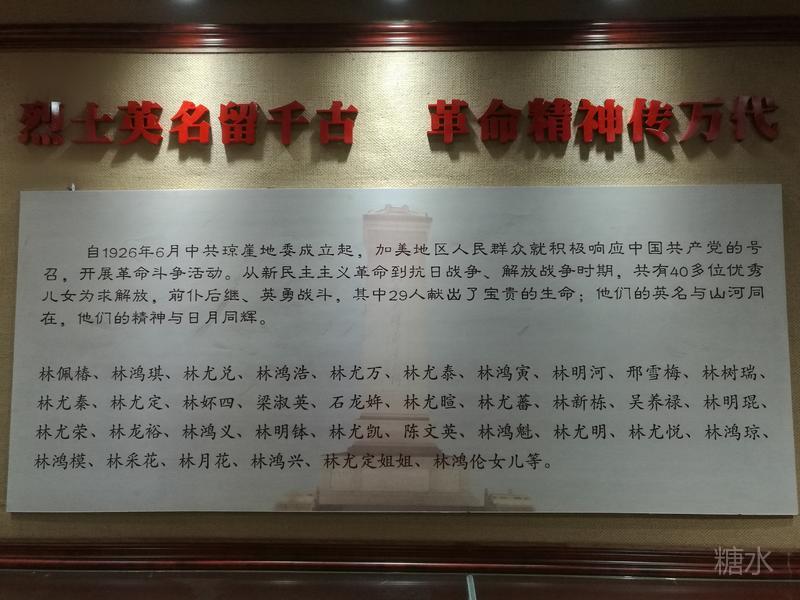 烈士英名留千古 革命精神传万代
自1926年6月中共琼崖地委成立起，加美地区人民群众就积极响应中国共产党的号
召，开展革命斗争活动。从新民主主义革命到抗日战争、解放战争时期，共有40多位优秀
儿女为求解放，前仆后继、英勇战斗，其中29人献出了宝贵的生命；他们的英名与山河同
在，他们的精神与日月同辉。
林佩椿、林鸿琪、林尤兑、林鸿浩、林尤万、林尤泰、林鸿寅、林明河、邢雪梅、林树瑞、
林尤秦、林尤定、林妚四、梁淑英、石龙姩、林尤暄、林尤蕃、林新栋、吴养禄、林明琨、
林尤荣、林龙裕、林鸿义、林明钵、林尤凯、陈文英、林鸿魁、林尤明、林尤悦、林鸿琼、
林鸿模、林采花、林月花、林鸿兴、林尤定姐姐、林鸿伦女儿等。
糖水